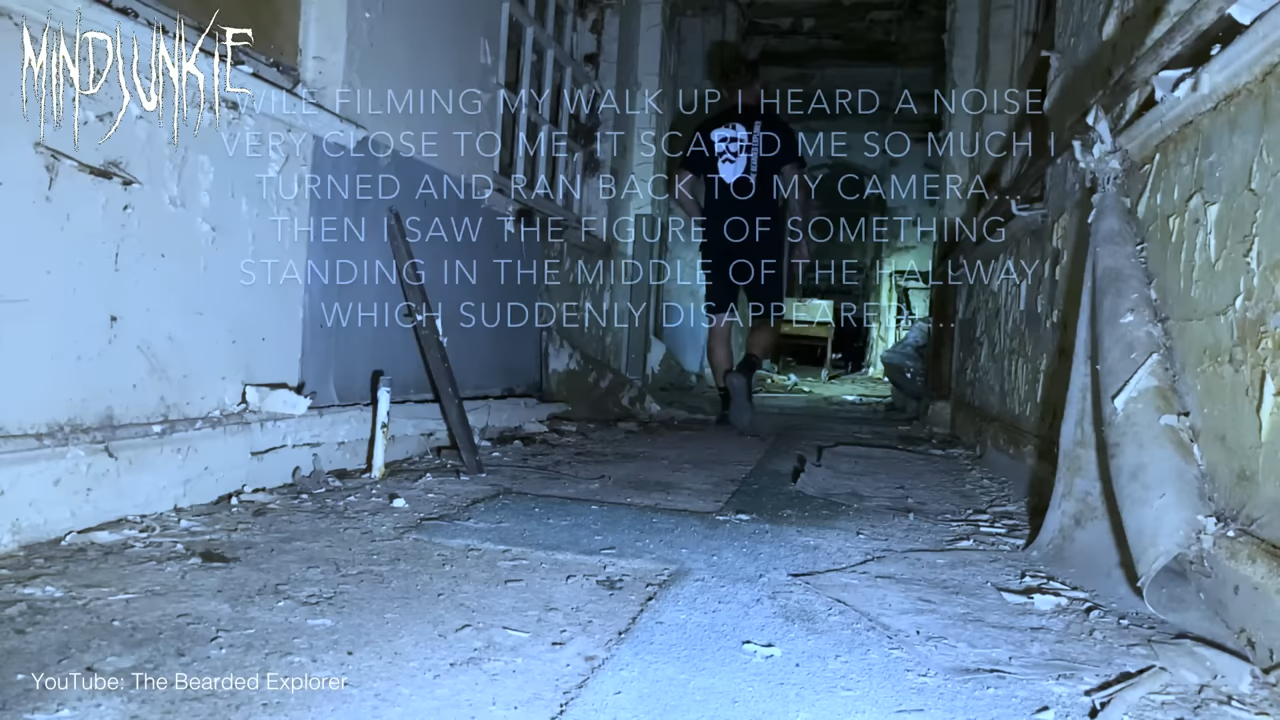 MINDJUNKIE
WILE FILMING MY WALK UP I HEARD A NOISE
VERY CLOSE TO ME, IT SCARED ME SO MUCH I
TURNED AND RAN BACK TO MY CAMERA...
THEN I SAW THE FIGURE OF SOMETHING
STANDING IN THE MIDDLE OF THE HALLWAY
WHICH SUDDENLY DISAPPEARED....
YouTube: The Bearded Explorer